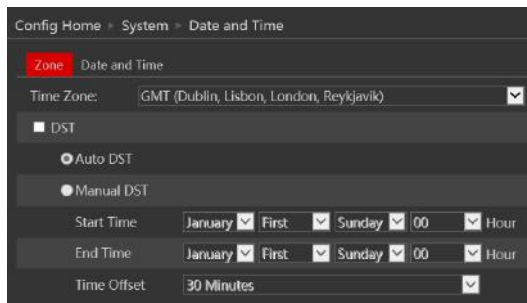 Config Home » System » Date and Time
Zone Date and Time
Time Zone: GMT (Dublin, Lisbon, London, Reykjavik)
DST
Auto DST
Manual DST
Start Time January First Sunday 00 Hour
End Time January First Sunday 00 Hour
Time Offset 30 Minutes